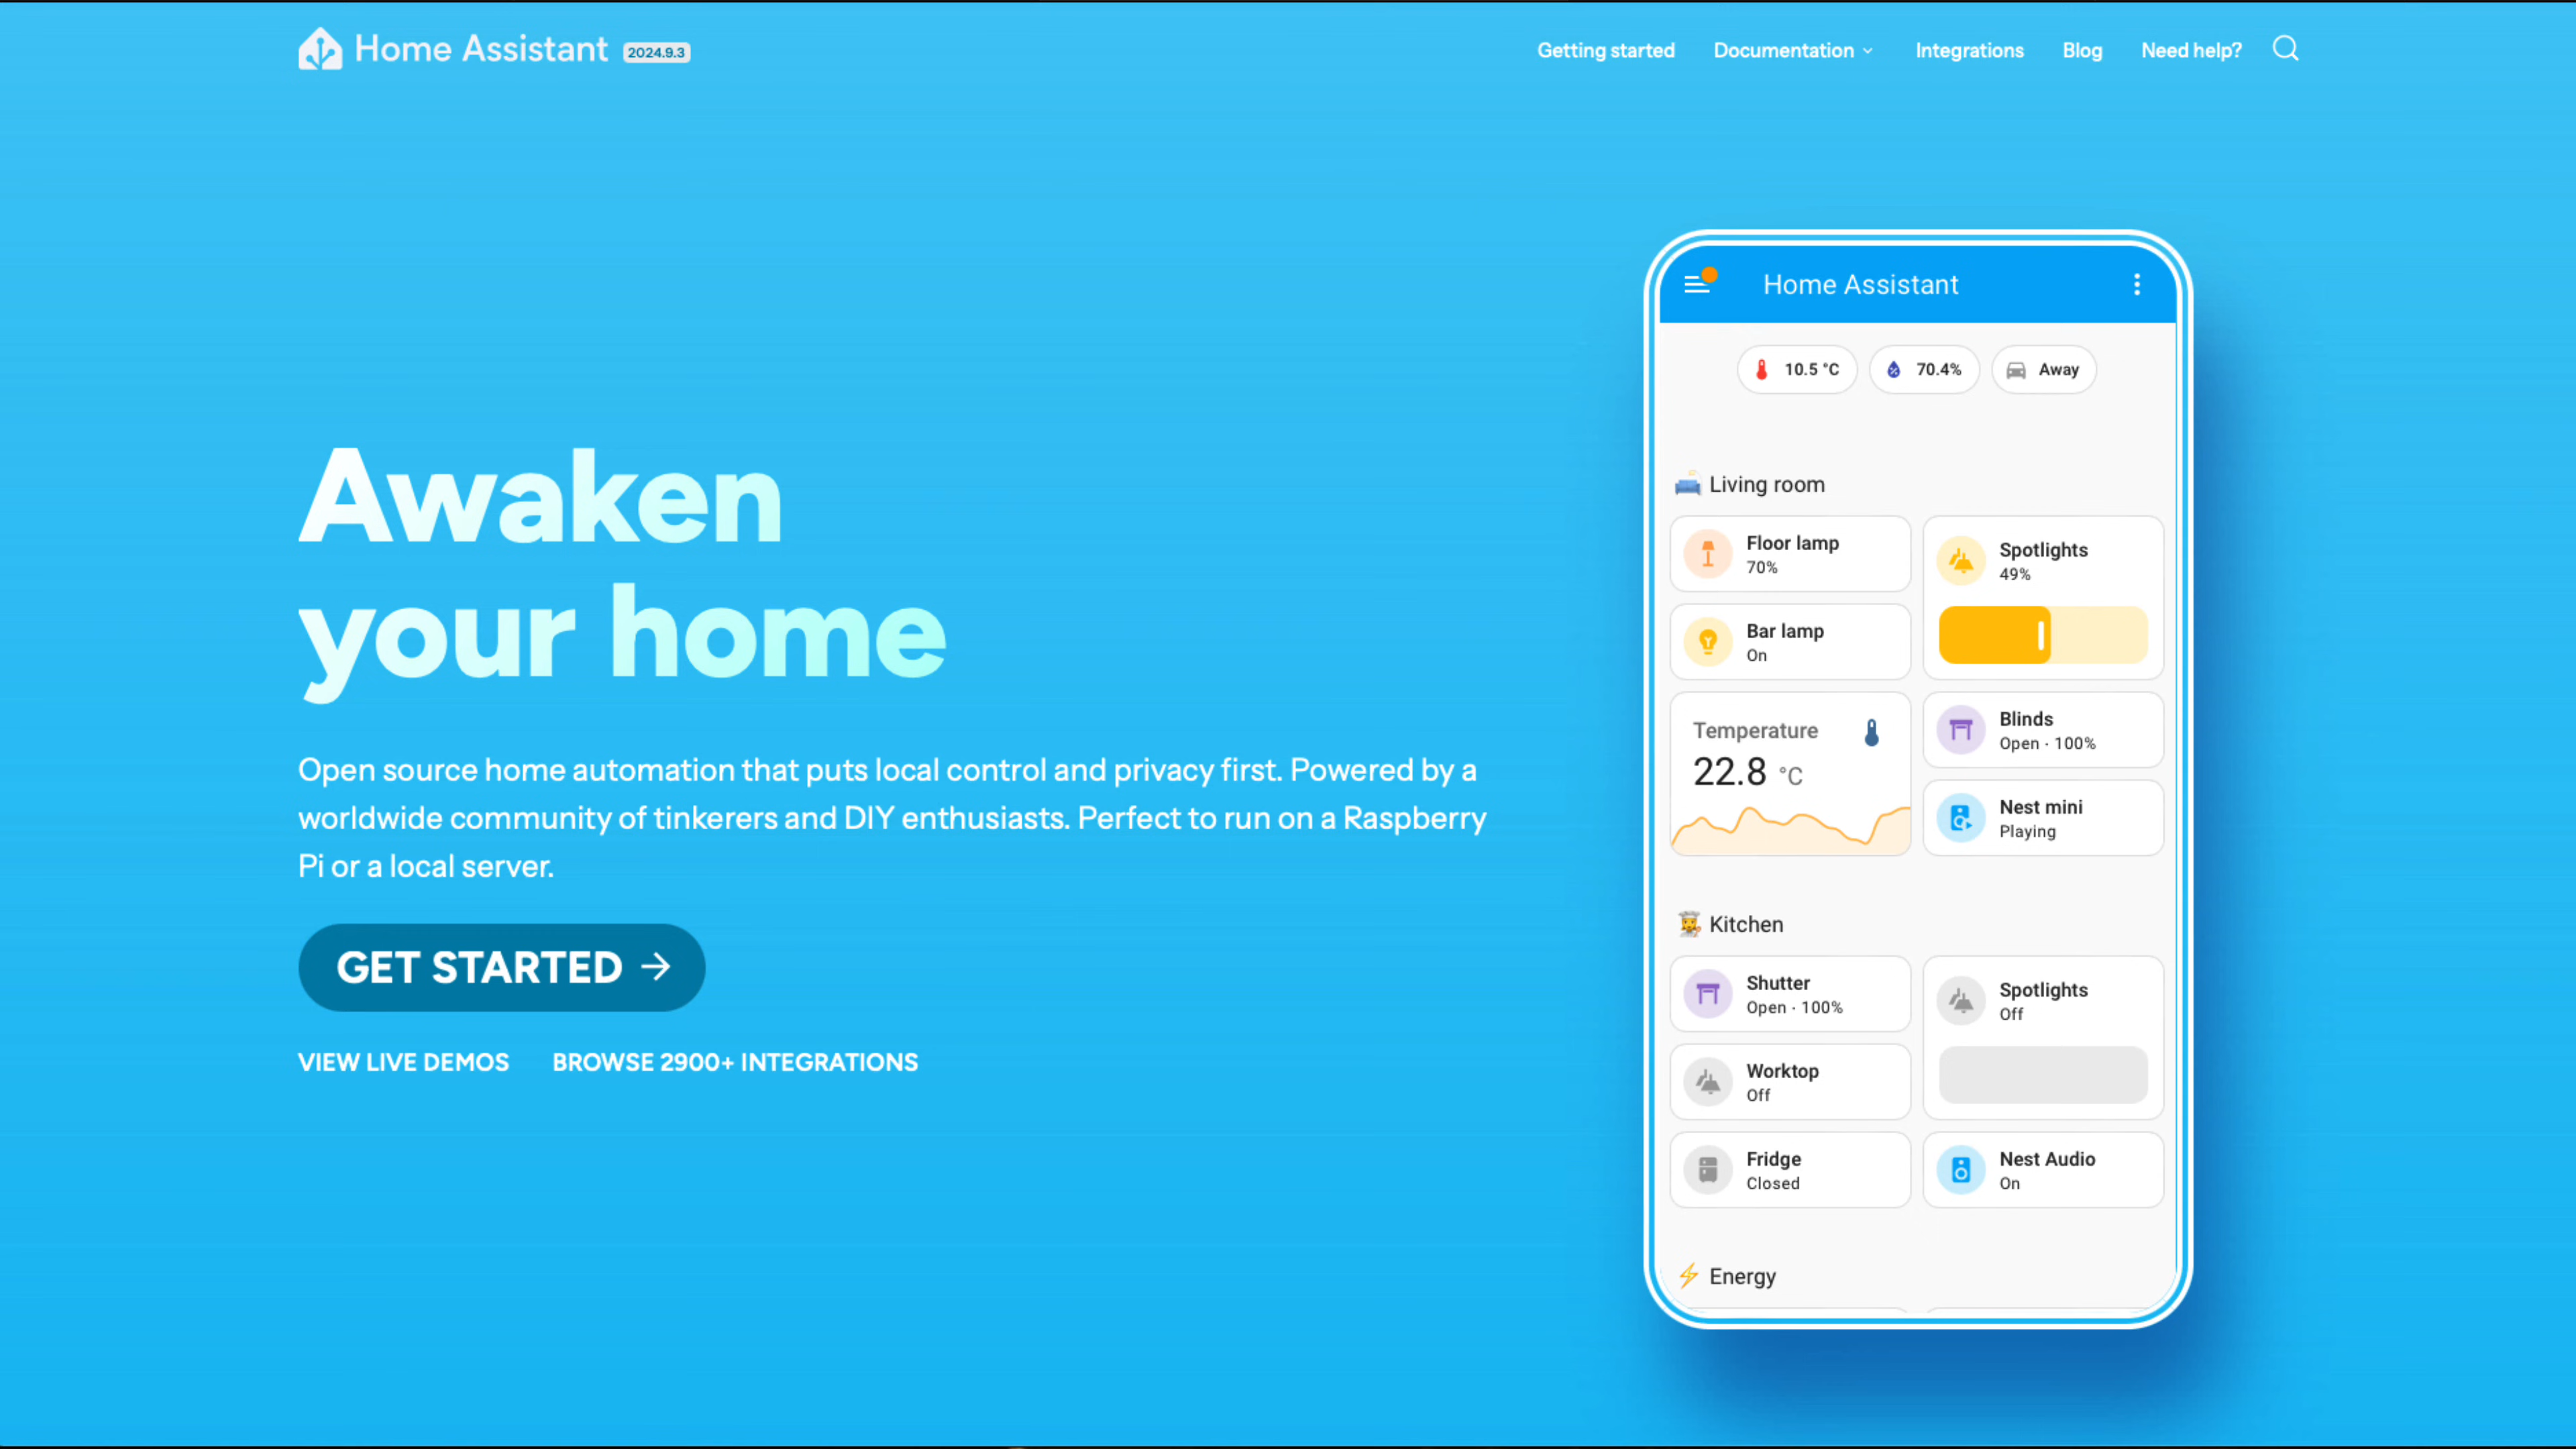 Home Assistant 2024.9.3
Getting started Documentation Integrations Blog Need help?
Awaken
your home
Open source home automation that puts local control and privacy first. Powered by a
worldwide community of tinkerers and DIY enthusiasts. Perfect to run on a Raspberry
Pi or a local server.
GET STARTED →
VIEW LIVE DEMOS BROWSE 2900+ INTEGRATIONS
Home Assistant
10.5 °C 70.4% Away
Living room
Floor lamp
70%
Spotlights
49%
Bar lamp
On
Temperature
22.8 °C
Blinds
Open · 100%
Nest mini
Playing
Kitchen
Shutter
Open · 100%
Spotlights
Off
Worktop
Off
Fridge
Closed
Nest Audio
On
Energy